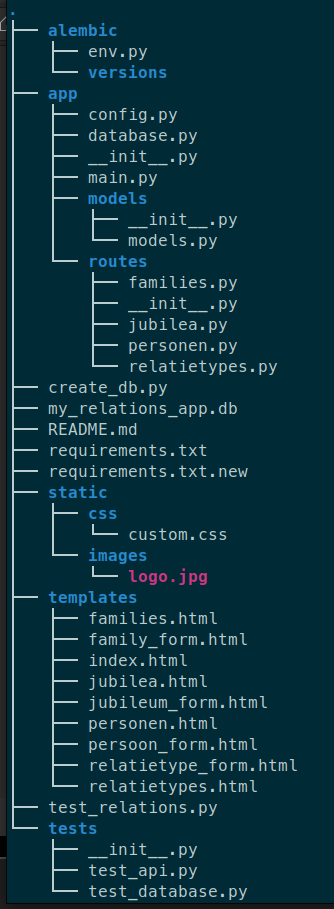 .
├── alembic
│   ├── env.py
│   └── versions
├── app
│   ├── config.py
│   ├── database.py
│   ├── __init__.py
│   ├── main.py
│   ├── models
│   │   ├── __init__.py
│   │   └── models.py
│   └── routes
│       ├── families.py
│       ├── __init__.py
│       ├── jubilea.py
│       ├── personen.py
│       └── relatietypes.py
├── create_db.py
├── my_relations_app.db
├── README.md
├── requirements.txt
├── requirements.txt.new
├── static
│   ├── css
│   │   └── custom.css
│   └── images
│       └── logo.jpg
├── templates
│   ├── families.html
│   ├── family_form.html
│   ├── index.html
│   ├── jubilea.html
│   ├── jubileum_form.html
│   ├── personen.html
│   ├── persoon_form.html
│   ├── relatietype_form.html
│   └── relatietypes.html
├── test_relations.py
└── tests
    ├── __init__.py
    ├── test_api.py
    └── test_database.py